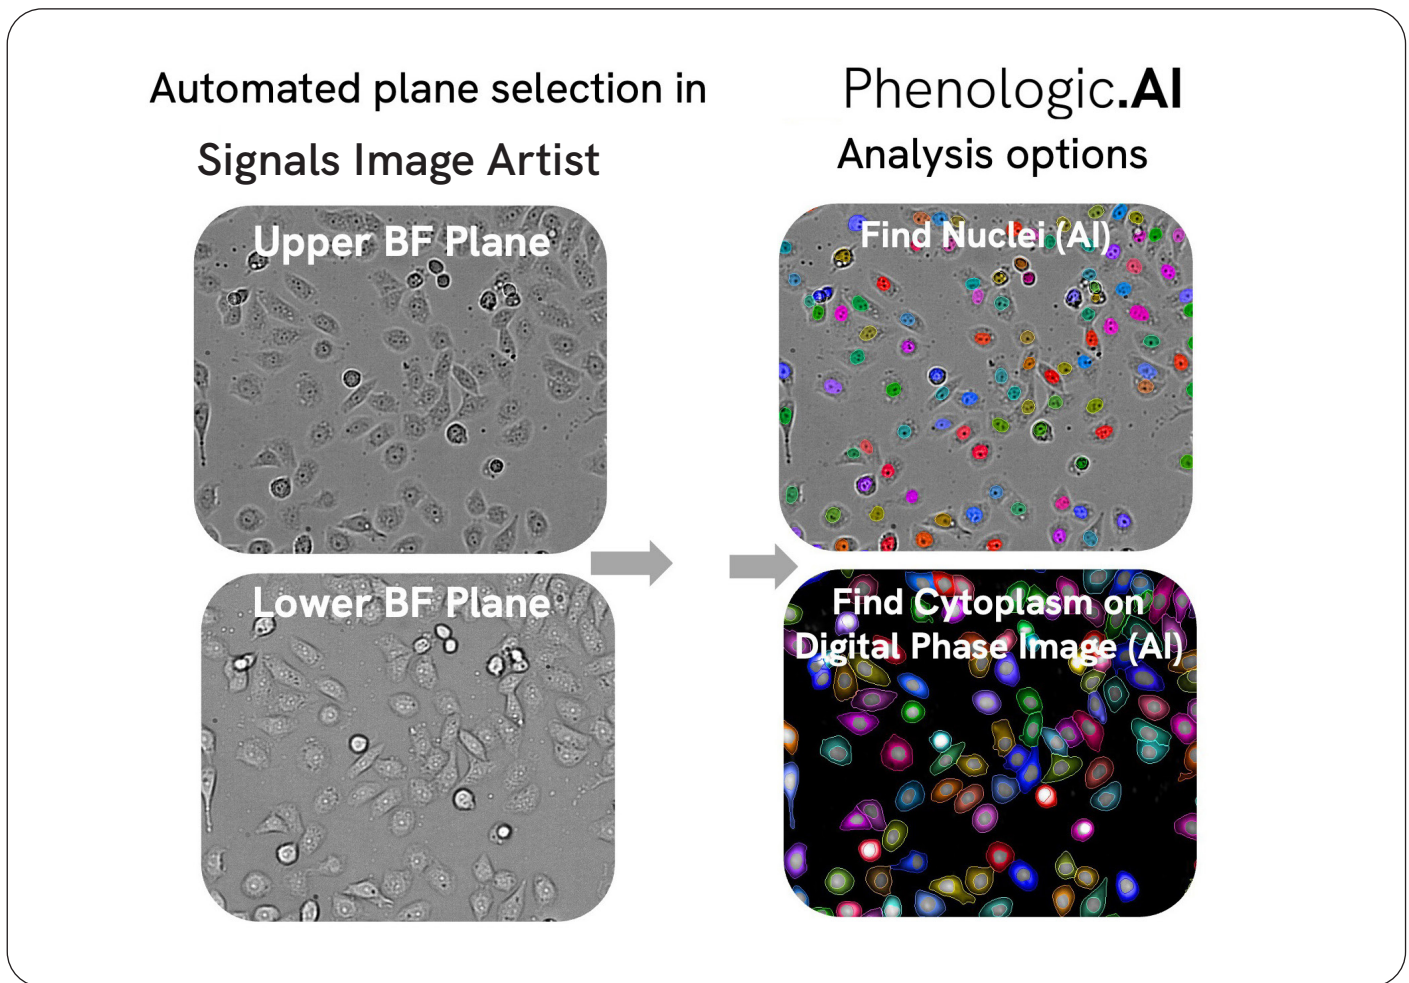 Automated plane selection in
Signals Image Artist
Upper BF Plane
Lower BF Plane
Phenologic.AI
Analysis options
Find Nuclei (AI)
Find Cytoplasm on
Digital Phase Image (AI)